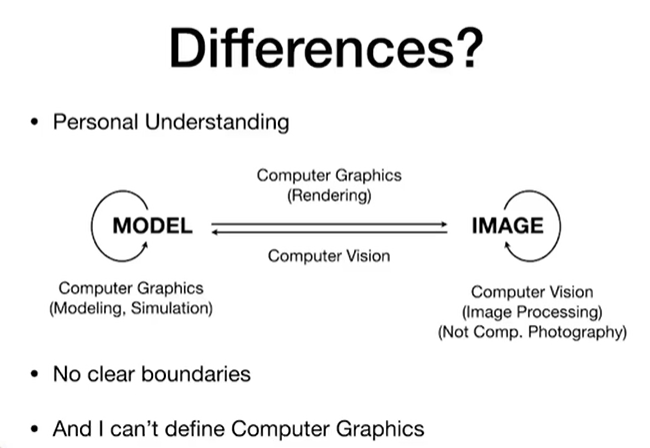 Differences?
• Personal Understanding
Computer Graphics
(Rendering)
MODEL
IMAGE
Computer Vision
Computer Graphics
(Modeling, Simulation)
Computer Vision
(Image Processing)
(Not Comp. Photography)
• No clear boundaries
• And I can't define Computer Graphics